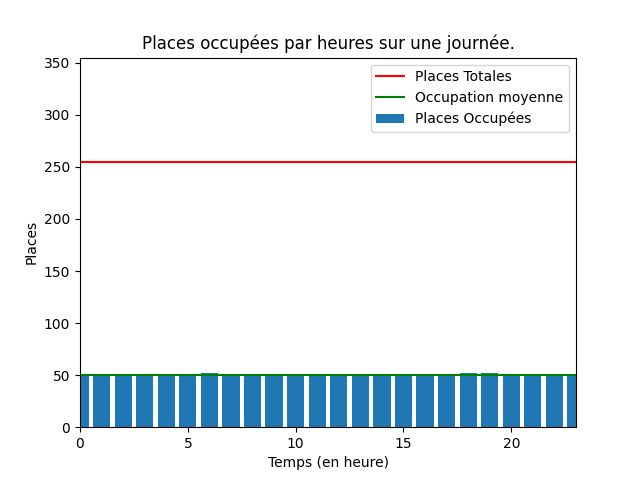 Places occupées par heures sur une journée.
350
300
250
200
150
100
50
0
Places
Places Totales
Occupation moyenne
Places Occupées
0 5 10 15 20
Temps (en heure)